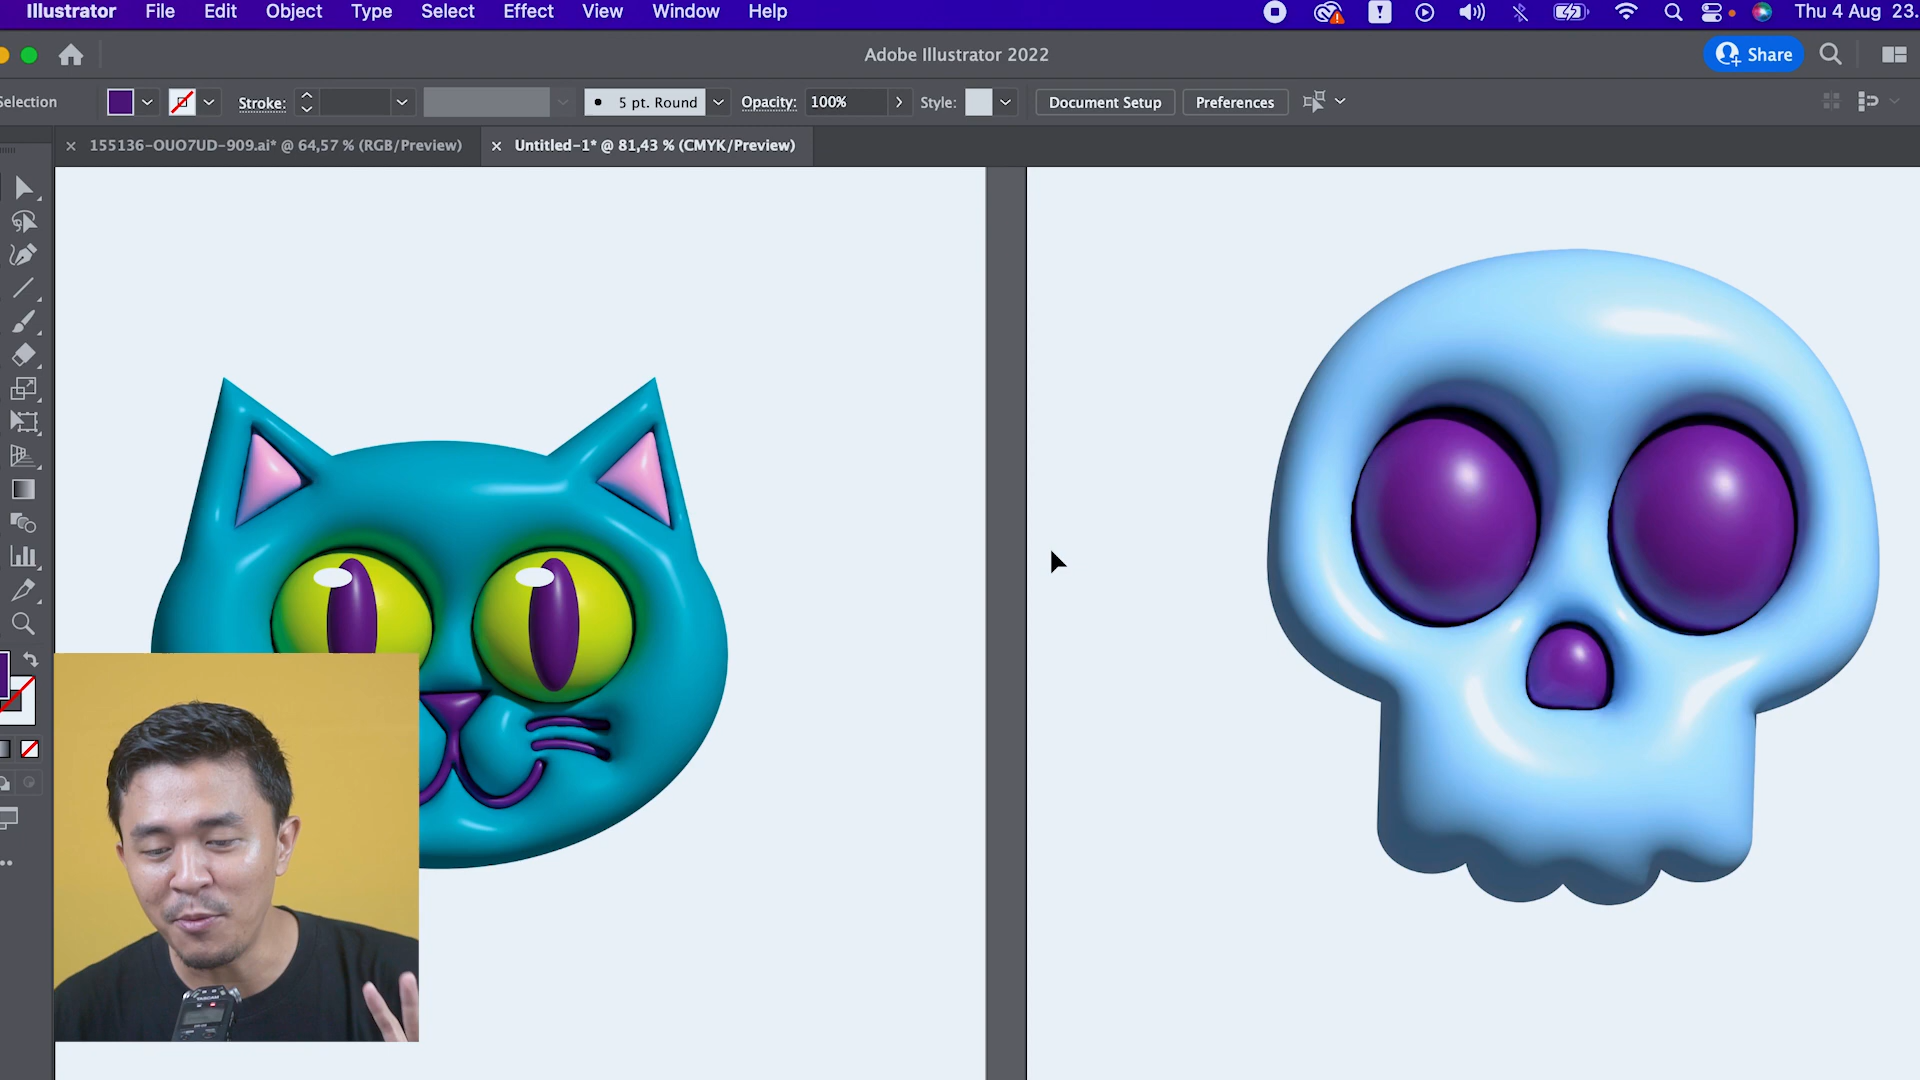 Illustrator File Edit Object Type Select Effect View Window Help Thu 4 Aug 23.
Adobe Illustrator 2022
Share
Selection Stroke: 5 pt. Round Opacity: 100% Style: Document Setup Preferences
155136-OUO7UD-909.ai* @ 64,57 % (RGB/Preview) Untitled-1* @ 81,43 % (CMYK/Preview)
TASCAM